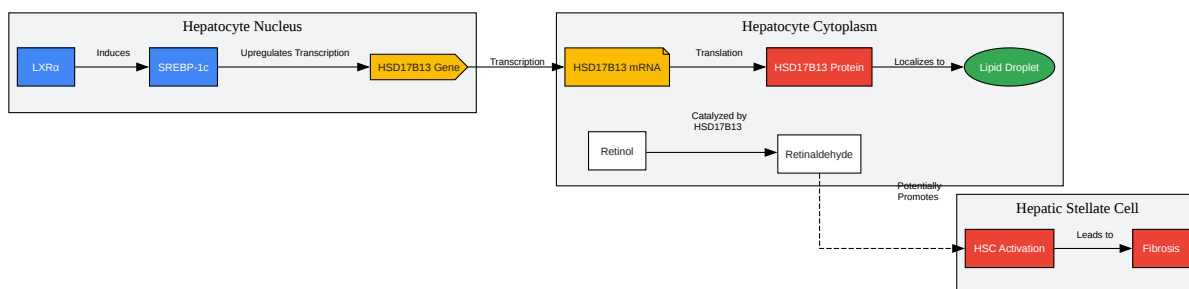 Hepatocyte Nucleus
LXRα
Induces
SREBP-1c
Upregulates Transcription
HSD17B13 Gene
Transcription
Hepatocyte Cytoplasm
HSD17B13 mRNA
Translation
HSD17B13 Protein
Localizes to
Lipid Droplet
Retinol
Catalyzed by
HSD17B13
Retinaldehyde
Potentially
Promotes
Hepatic Stellate Cell
HSC Activation
Leads to
Fibrosis